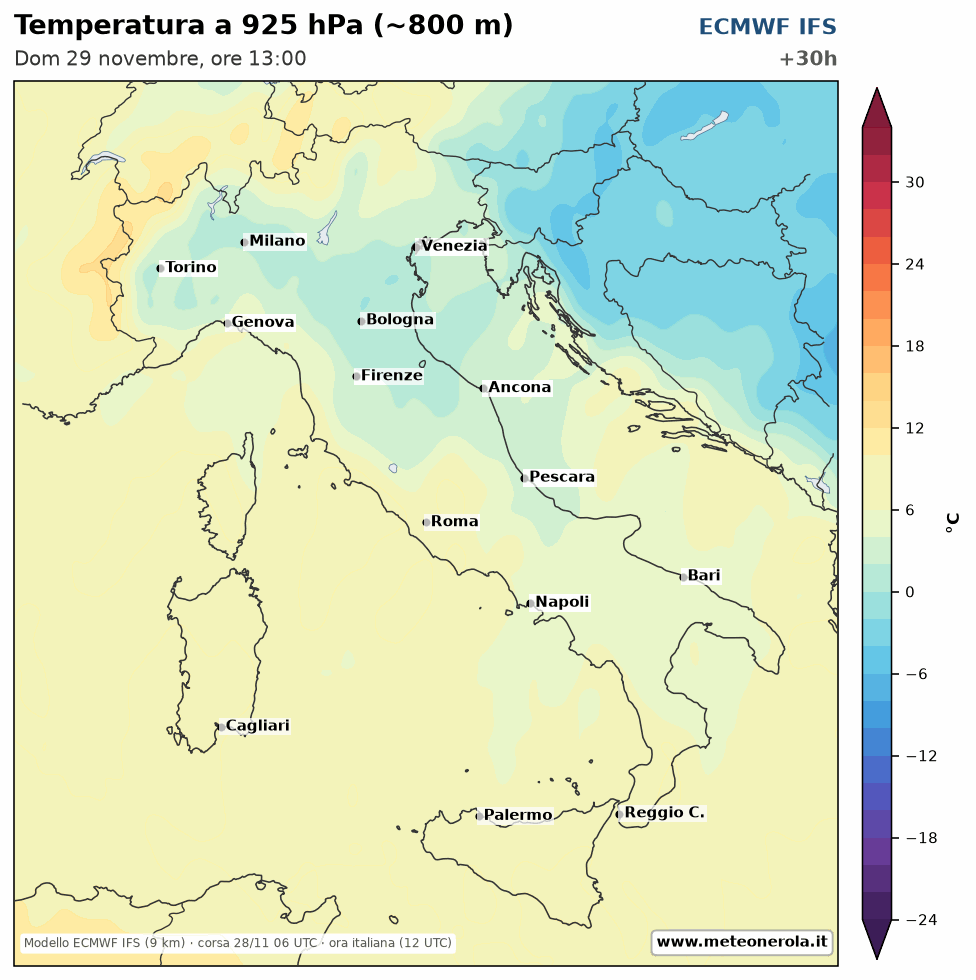 Temperatura a 925 hPa (~800 m)
ECMWF IFS
Dom 29 novembre, ore 13:00
+30h
Milano
Venezia
Torino
Genova
Bologna
Firenze
Ancona
Pescara
Roma
Bari
Napoli
Cagliari
Palermo
Reggio C.
30
24
18
12
6
0
−6
−12
−18
−24
°C
Modello ECMWF IFS (9 km) · corsa 28/11 06 UTC · ora italiana (12 UTC)
www.meteonerola.it